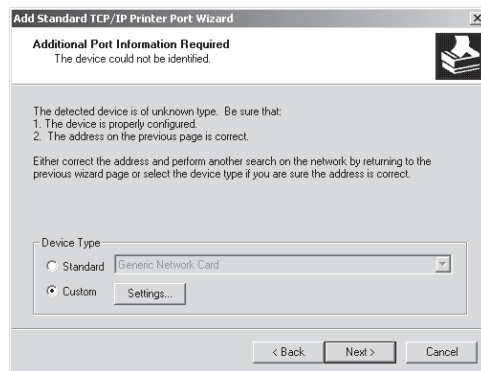 Add Standard TCP/IP Printer Port Wizard
Additional Port Information Required
The device could not be identified.
The detected device is of unknown type. Be sure that:
1. The device is properly configured.
2. The address on the previous page is correct.
Either correct the address and perform another search on the network by returning to the
previous wizard page or select the device type if you are sure the address is correct.
Device Type
Standard Generic Network Card
Custom Settings...
< Back Next > Cancel